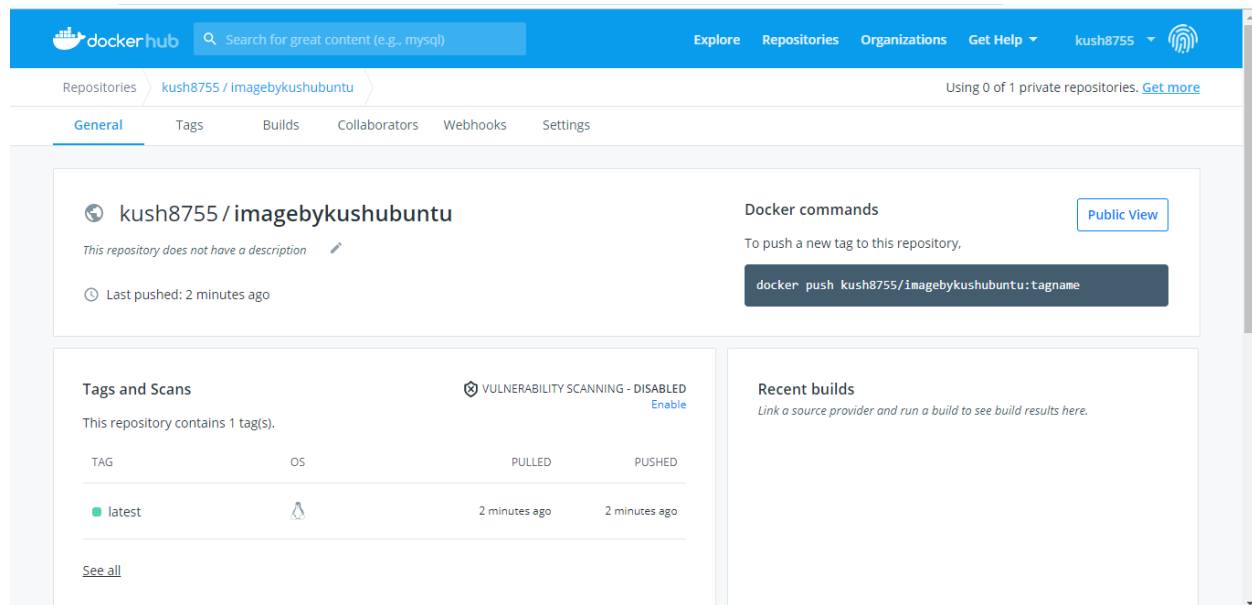 dockerhub Search for great content (e.g., mysql) Explore Repositories Organizations Get Help kush8755
Repositories kush8755 / imagebykushubuntu Using 0 of 1 private repositories. Get more
General Tags Builds Collaborators Webhooks Settings
kush8755 / imagebykushubuntu
This repository does not have a description
Last pushed: 2 minutes ago
Docker commands
Public View
To push a new tag to this repository,
docker push kush8755/imagebykushubuntu:tagname
Tags and Scans
VULNERABILITY SCANNING - DISABLED
Enable
This repository contains 1 tag(s).
TAG OS PULLED PUSHED
latest 2 minutes ago 2 minutes ago
See all
Recent builds
Link a source provider and run a build to see build results here.